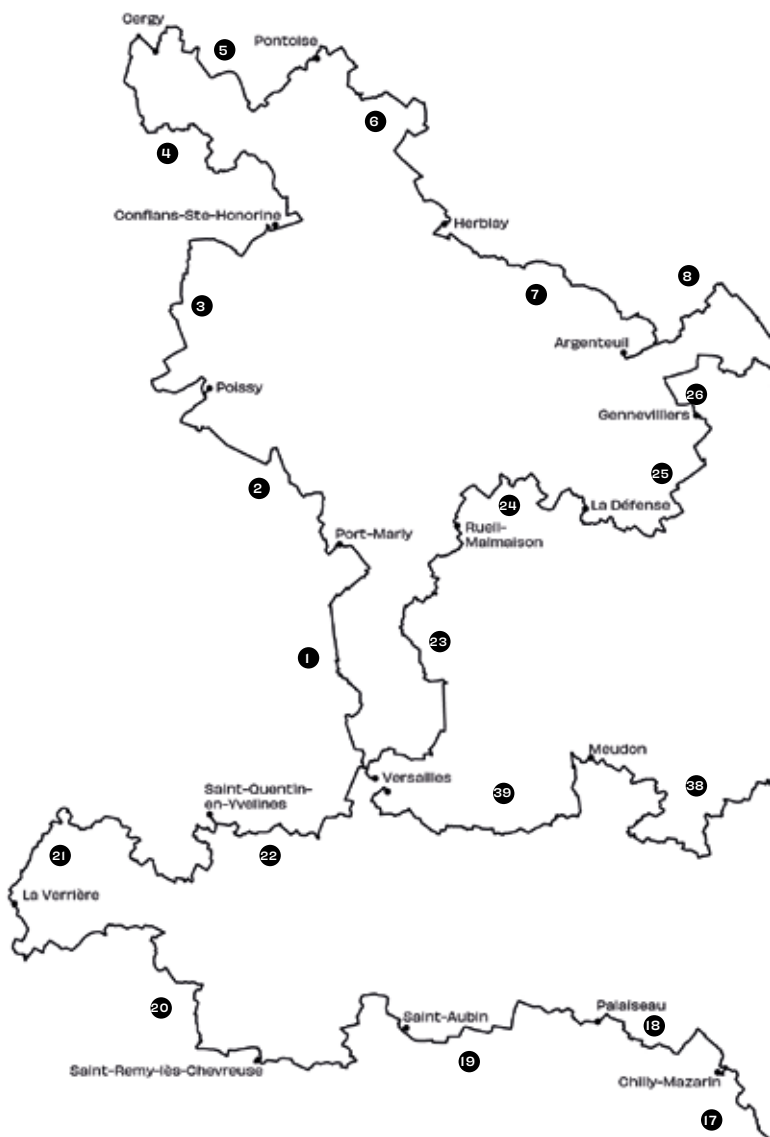 Cergy
5
Pontoise
6
4
Conflans-Ste-Honorine
Herblay
8
7
3
Argenteuil
Poissy
26
Gennevilliers
25
2
24
La Défense
Port-Marly
Rueil-
Malmaison
23
1
Meudon
Versailles
38
Saint-Quentin-
en-Yvelines
39
21
22
La Verrière
20
Saint-Aubin
Palaiseau
18
19
Saint-Remy-lès-Chevreuse
Chilly-Mazarin
17